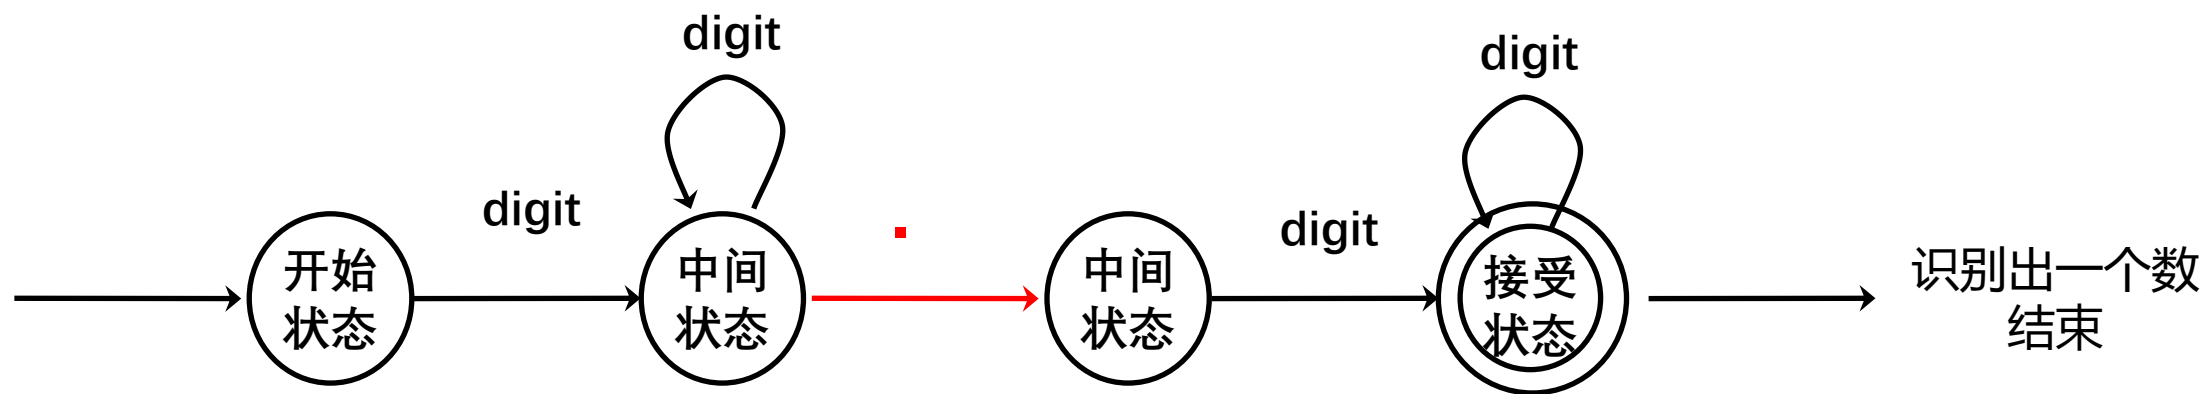 digit
digit
digit
.
digit
开始
状态
中间
状态
中间
状态
接受
状态
识别出一个数
结束